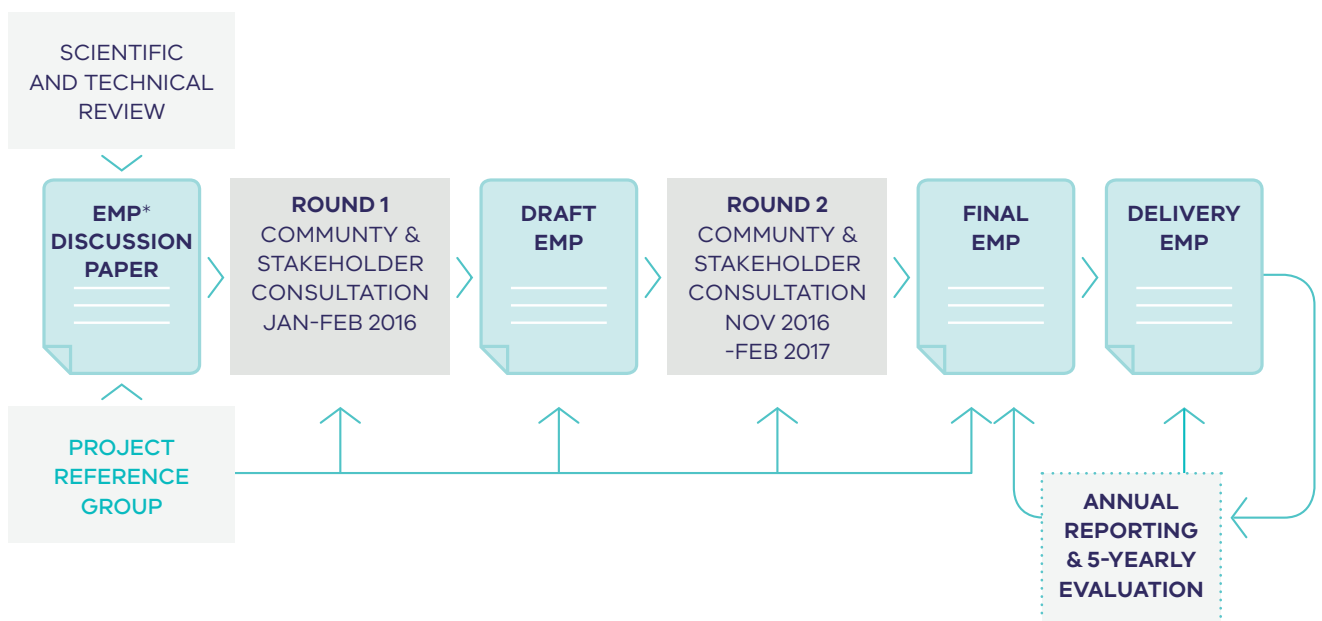 SCIENTIFIC
AND TECHNICAL
REVIEW
EMP*
DISCUSSION
PAPER
ROUND 1
COMMUNTY &
STAKEHOLDER
CONSULTATION
JAN-FEB 2016
DRAFT
EMP
ROUND 2
COMMUNTY &
STAKEHOLDER
CONSULTATION
NOV 2016
-FEB 2017
FINAL
EMP
DELIVERY
EMP
PROJECT
REFERENCE
GROUP
ANNUAL
REPORTING
& 5-YEARLY
EVALUATION